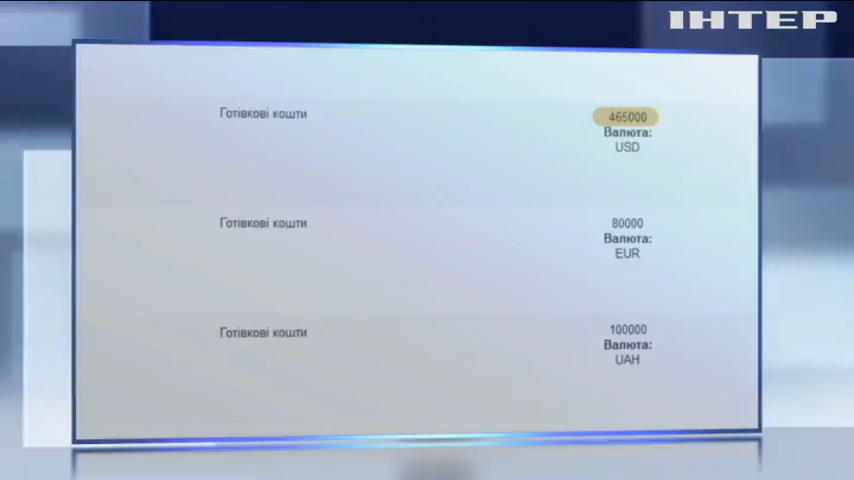 ІНТЕР
Готівкові кошти
465000
Валюта:
USD
Готівкові кошти
80000
Валюта:
EUR
Готівкові кошти
100000
Валюта:
UAH